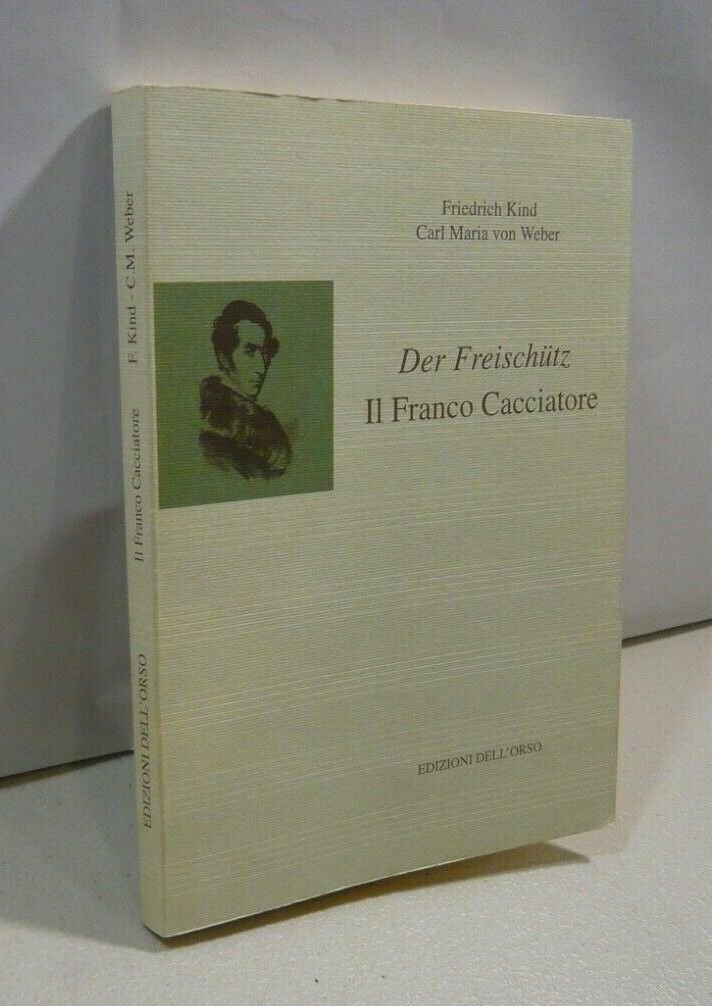 Friedrich Kind
Carl Maria von Weber
Der Freischütz
Il Franco Cacciatore
EDIZIONI DELL'ORSO
EDIZIONI DELL'ORSO Il Franco Cacciatore F. Kind - C.M. Weber